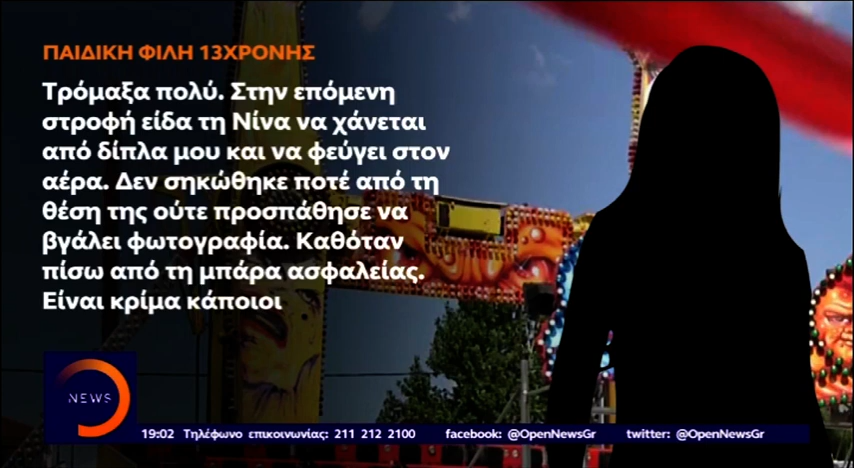 ΠΑΙΔΙΚΗ ΦΙΛΗ 13ΧΡΟΝΗΣ
Τρόμαξα πολύ. Στην επόμενη
στροφή είδα τη Νίνα να χάνεται
από δίπλα μου και να φεύγει στον
αέρα. Δεν σηκώθηκε ποτέ από τη
θέση της ούτε προσπάθησε να
βγάλει φωτογραφία. Καθόταν
πίσω από τη μπάρα ασφαλείας.
Είναι κρίμα κάποιοι
NEWS
19:02 Τηλέφωνο επικοινωνίας: 211 212 2100 facebook: @OpenNewsGr twitter: @OpenNewsGr